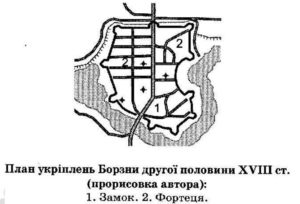 2
2
1
План укріплень Борзни другої половини XVIII ст.
(прорисовка автора):
1. Замок. 2. Фортеця.